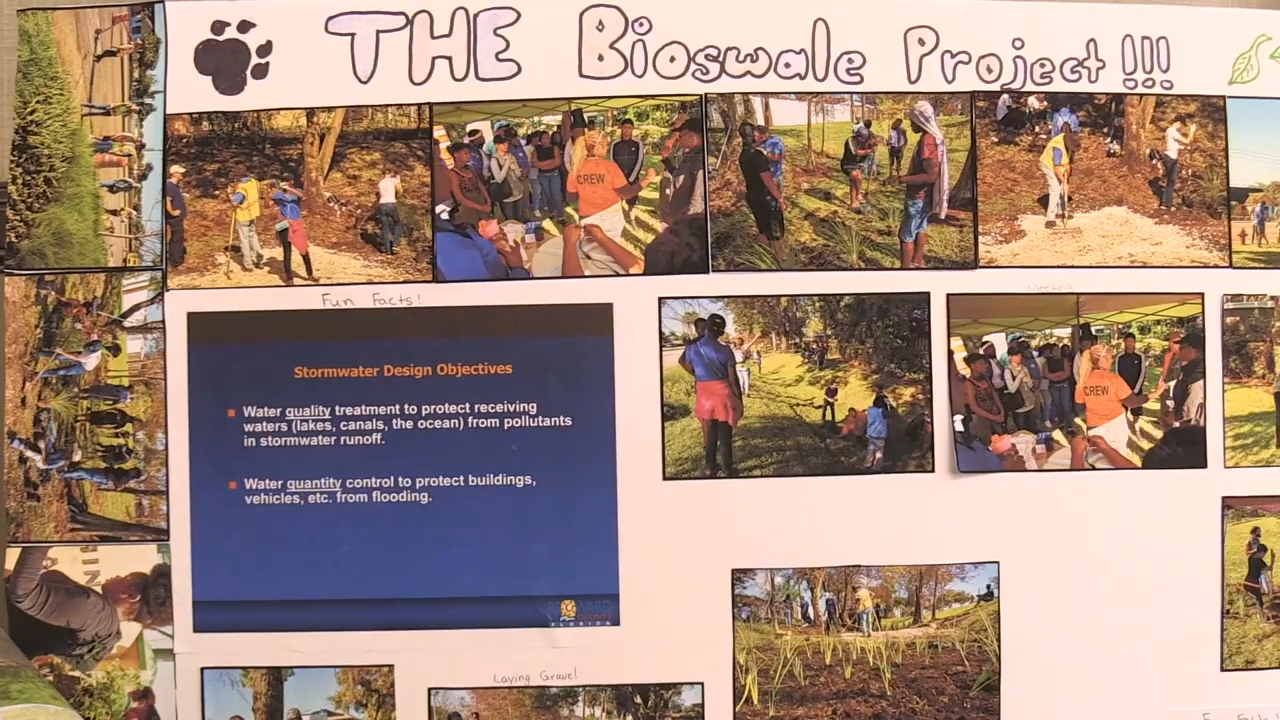 THE Bioswale Project!!!
CREW
Fun Facts!
Meeting
Stormwater Design Objectives
Water quality treatment to protect receiving
waters (lakes, canals, the ocean) from pollutants
in stormwater runoff.
CREW
Water quantity control to protect buildings,
vehicles, etc. from flooding.
BROWARD
FLORIDA
Laying Gravel